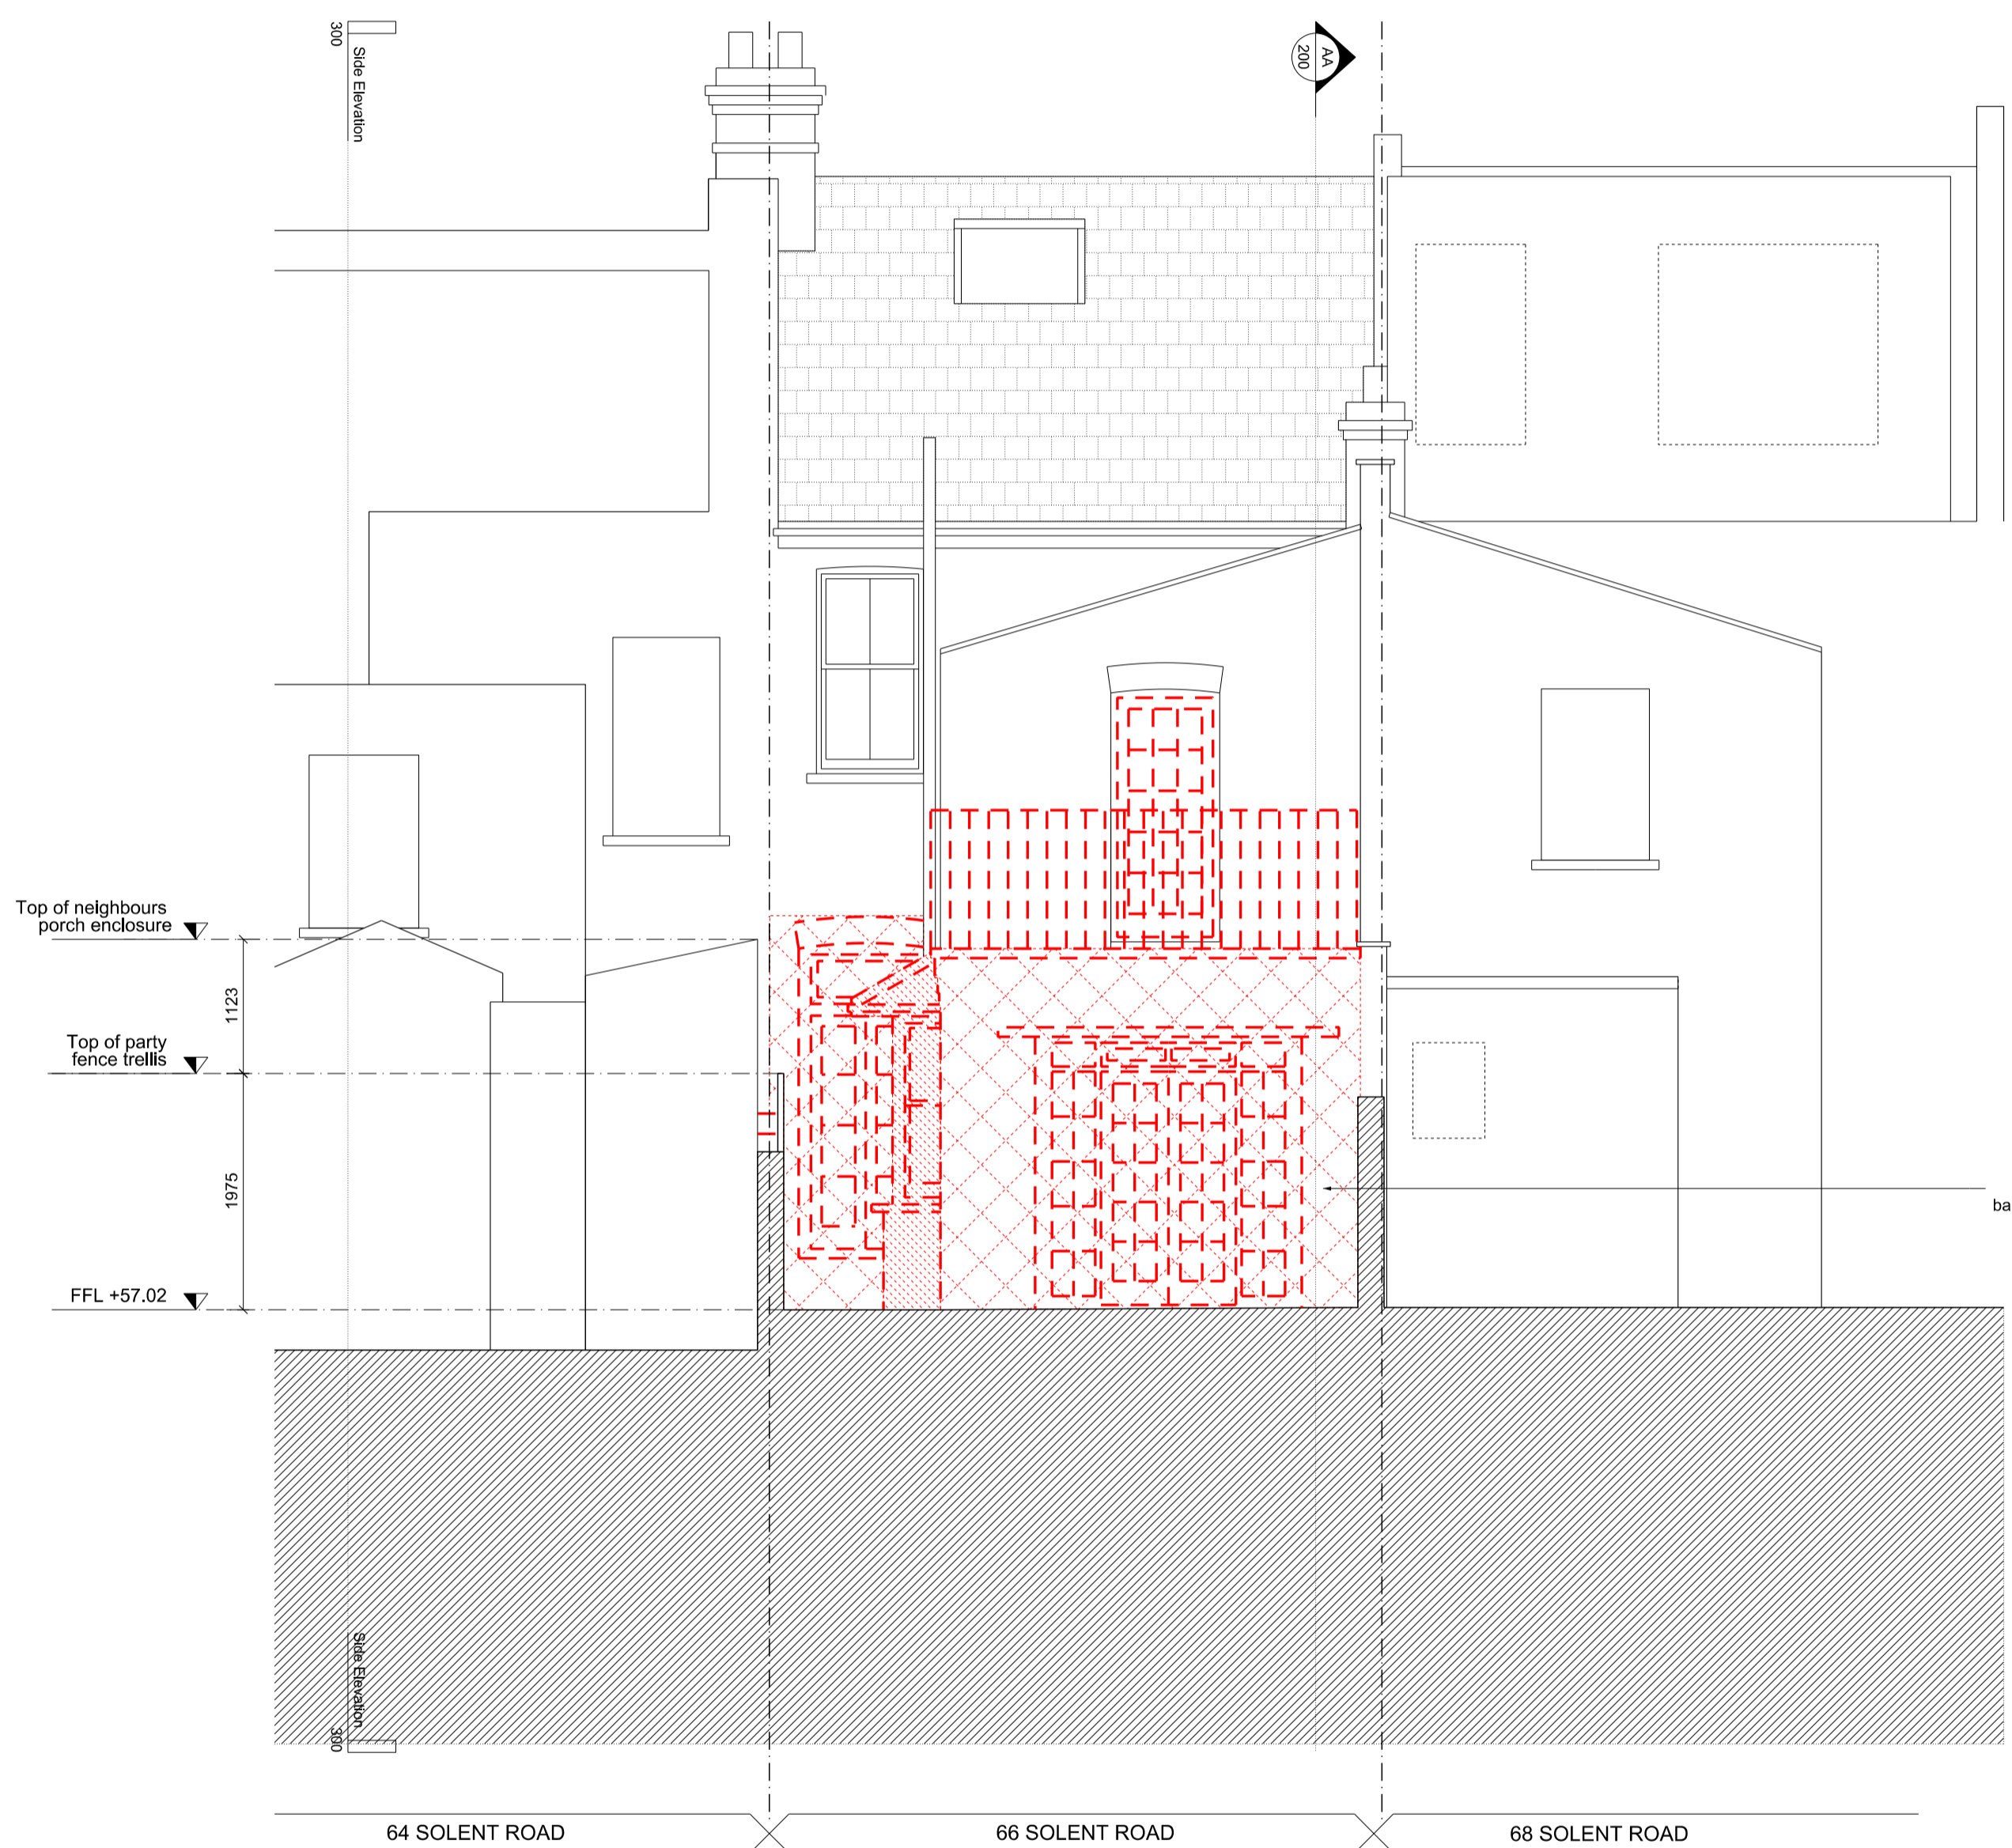 300
Side Elevation
AA
200
Top of neighbours
porch enclosure
1123
Top of party
fence trellis
1975
FFL +57.02
ba
Side Elevation
300
64 SOLENT ROAD
66 SOLENT ROAD
68 SOLENT ROAD